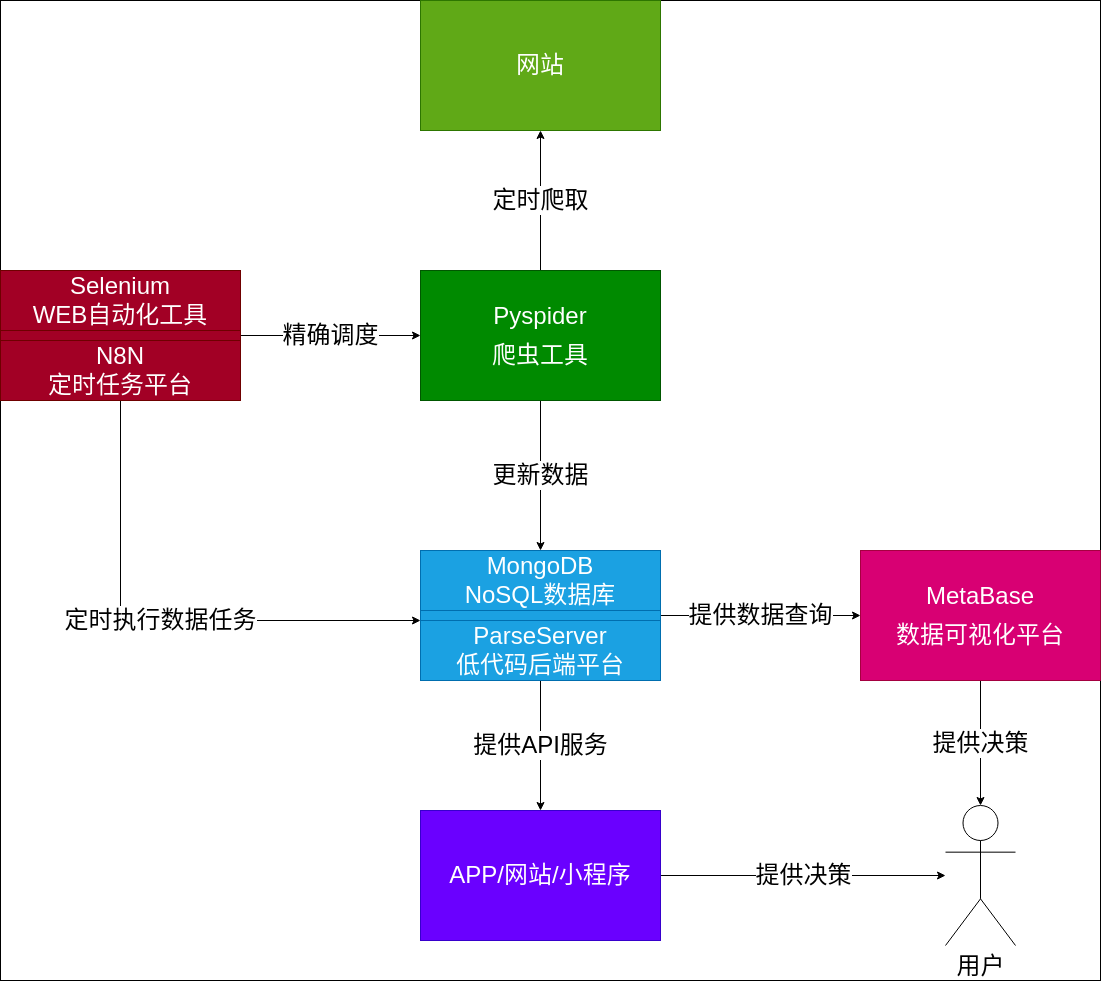 网站
定时爬取
Selenium
WEB自动化工具
N8N
定时任务平台
精确调度
Pyspider
爬虫工具
更新数据
定时执行数据任务
MongoDB
NoSQL数据库
ParseServer
低代码后端平台
提供数据查询
MetaBase
数据可视化平台
提供API服务
提供决策
APP/网站/小程序
提供决策
用户